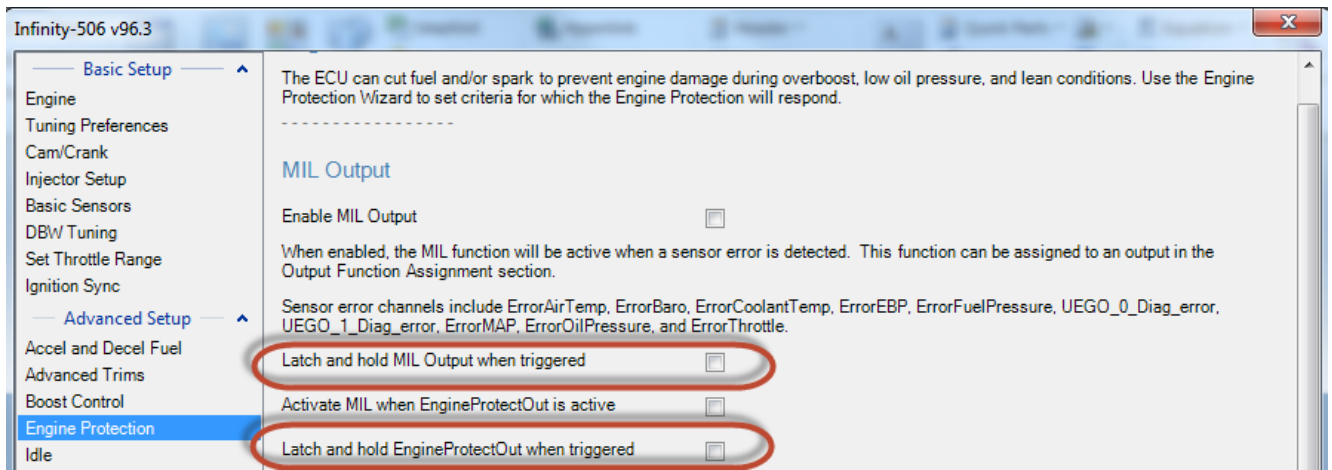 Infinity-506 v96.3
Basic Setup
Engine
Tuning Preferences
Cam/Crank
Injector Setup
Basic Sensors
DBW Tuning
Set Throttle Range
Ignition Sync
Advanced Setup
Accel and Decel Fuel
Advanced Trims
Boost Control
Engine Protection
Idle
The ECU can cut fuel and/or spark to prevent engine damage during overboost, low oil pressure, and lean conditions. Use the Engine
Protection Wizard to set criteria for which the Engine Protection will respond.
- - - - - - - - - - - - - - - - -
MIL Output
Enable MIL Output
When enabled, the MIL function will be active when a sensor error is detected. This function can be assigned to an output in the
Output Function Assignment section.
Sensor error channels include ErrorAirTemp, ErrorBaro, ErrorCoolantTemp, ErrorEBP, ErrorFuelPressure, UEGO_0_Diag_error,
UEGO_1_Diag_error, ErrorMAP, ErrorOilPressure, and ErrorThrottle.
Latch and hold MIL Output when triggered
Activate MIL when EngineProtectOut is active
Latch and hold EngineProtectOut when triggered